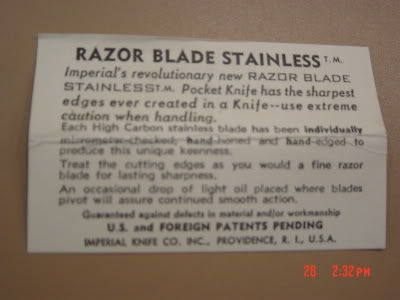 RAZOR BLADE STAINLESS T.M.
Imperial's revolutionary new RAZOR BLADE
STAINLESST.M. Pocket Knife has the sharpest
edges ever created in a Knife--use extreme
caution when handling.
Each High Carbon stainless blade has been individually
micrometer-checked, hand-honed and hand-edged to
produce this unique keenness.
Treat the cutting edges as you would a fine razor
blade for lasting sharpness.
An occasional drop of light oil placed where blades
pivot will assure continued smooth action.
Guaranteed against defects in material and/or workmanship
U.S. and FOREIGN PATENTS PENDING
IMPERIAL KNIFE CO. INC., PROVIDENCE, R. I., U.S.A.
28 2:32PM